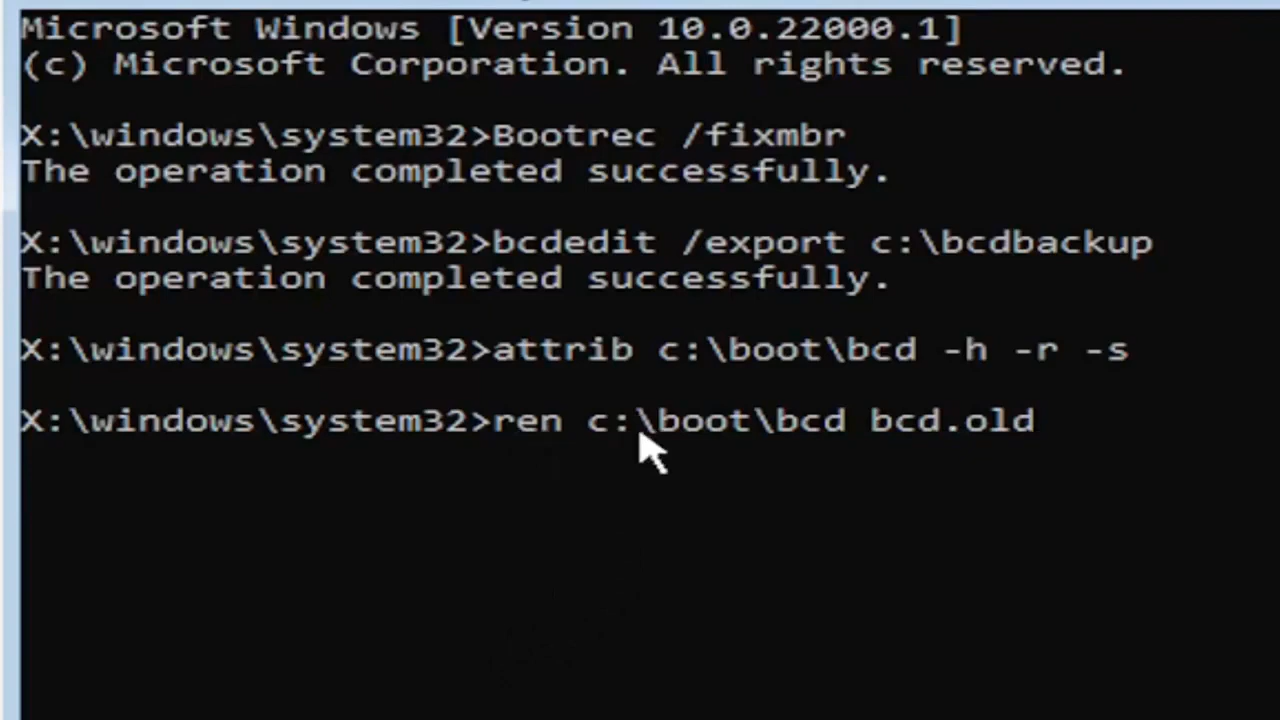 Microsoft Windows [Version 10.0.22000.1]
(c) Microsoft Corporation. All rights reserved.
X:\windows\system32>Bootrec /fixmbr
The operation completed successfully.
X:\windows\system32>bcdedit /export c:\bcdbackup
The operation completed successfully.
X:\windows\system32>attrib c:\boot\bcd -h -r -s
X:\windows\system32>ren c:\boot\bcd bcd.old